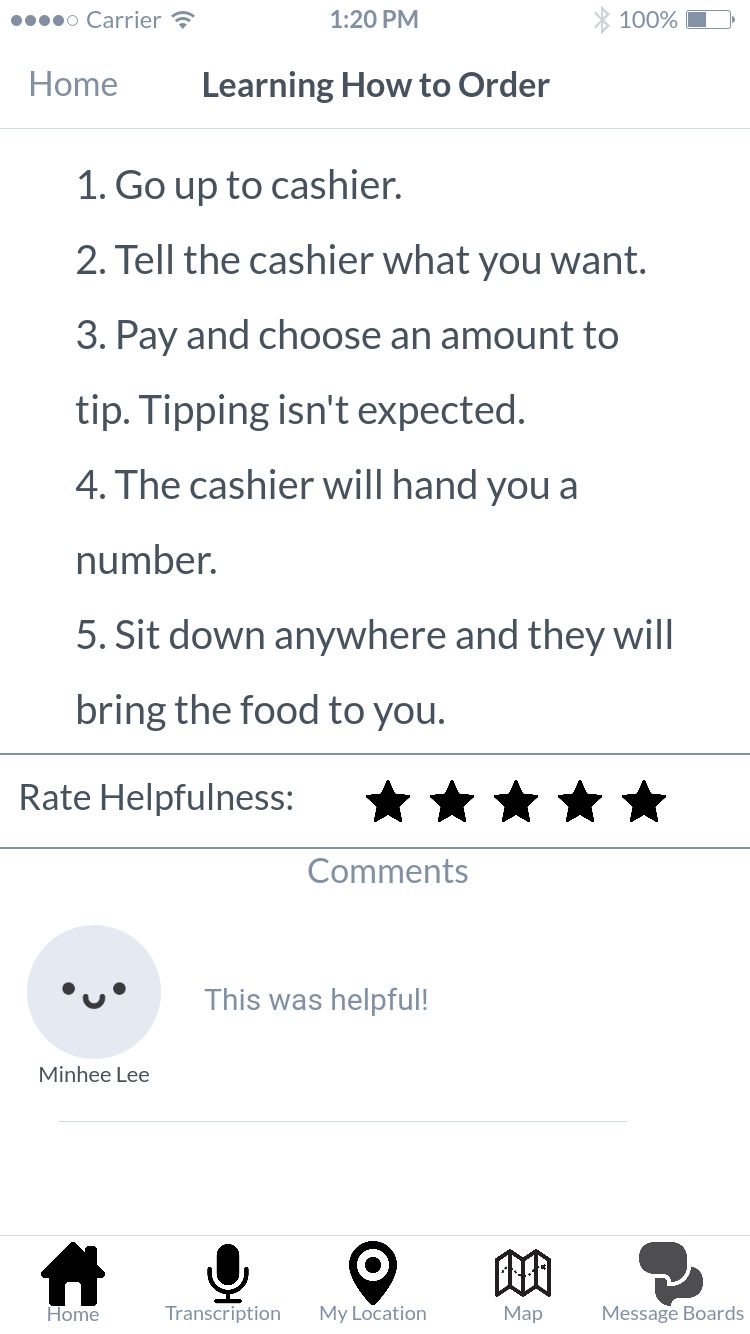 Carrier 1:20 PM 100%
Home Learning How to Order
1. Go up to cashier.
2. Tell the cashier what you want.
3. Pay and choose an amount to
tip. Tipping isn't expected.
4. The cashier will hand you a
number.
5. Sit down anywhere and they will
bring the food to you.
Rate Helpfulness:
Comments
This was helpful!
Minhee Lee
Home Transcription My Location Map Message Boards